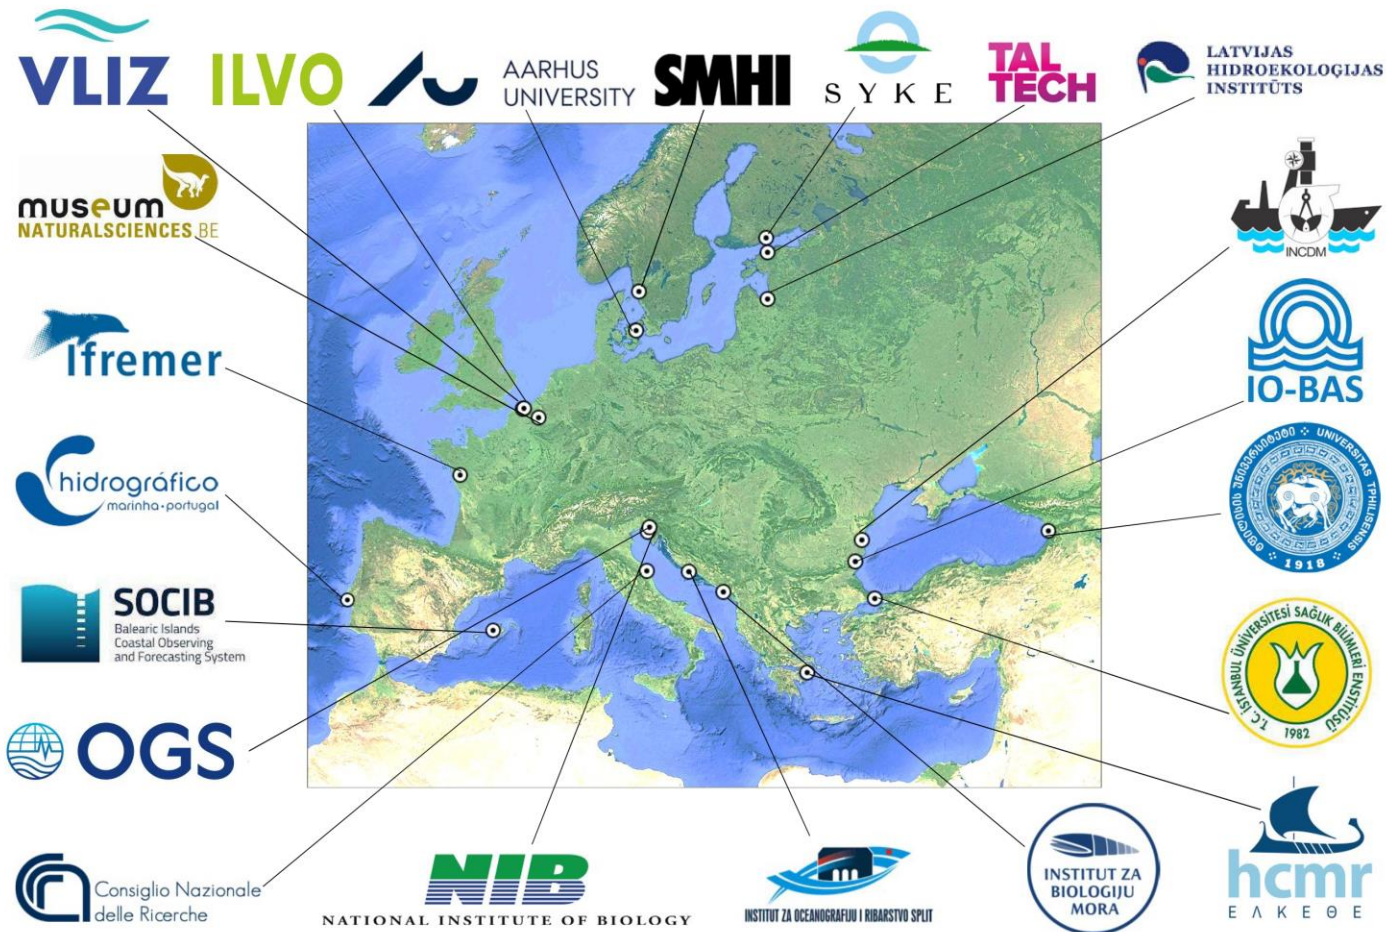 VLIZ
ILVO
AARHUS
UNIVERSITY
SMHI
SYKE
TAL
TECH
LATVIJAS
HIDROEKOLOĢIJAS
INSTITŪTS
museum
NATURALSCIENCES.BE
INCDM
Ifremer
IO-BAS
hidrográfico
marinha-portugal
თბილისის უნივერსიტეტი
UNIVERSITAS TPHILISENSIS
1918
SOCIB
Balearic Islands
Coastal Observing
and Forecasting System
T.C. İSTANBUL ÜNİVERSİTESİ SAĞLIK BİLİMLERİ ENSTİTÜSÜ
1982
OGS
Consiglio Nazionale
delle Ricerche
NIB
NATIONAL INSTITUTE OF BIOLOGY
INSTITUT ZA OCEANOGRAFIJU I RIBARSTVO SPLIT
INSTITUT ZA
BIOLOGIJU
MORA
hcmr
ΕΛΚΕΘΕ